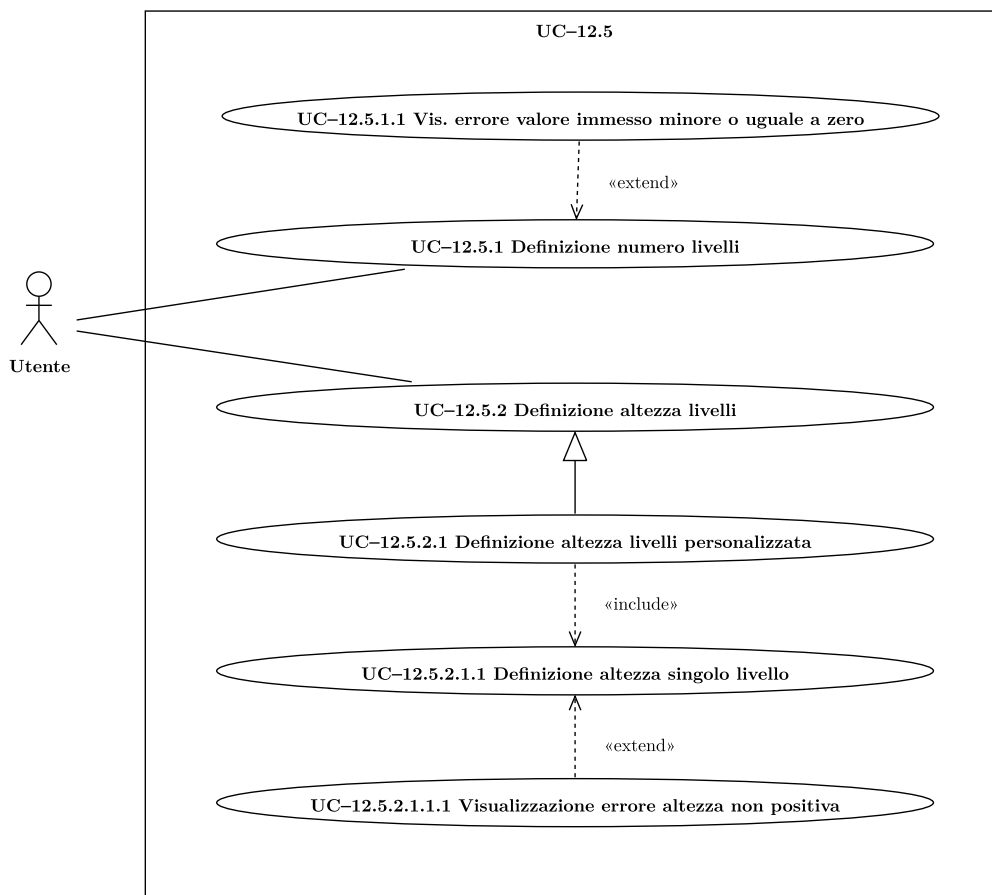 UC–12.5
UC–12.5.1.1 Vis. errore valore immesso minore o uguale a zero
«extend»
UC–12.5.1 Definizione numero livelli
Utente
UC–12.5.2 Definizione altezza livelli
UC–12.5.2.1 Definizione altezza livelli personalizzata
«include»
UC–12.5.2.1.1 Definizione altezza singolo livello
«extend»
UC–12.5.2.1.1.1 Visualizzazione errore altezza non positiva